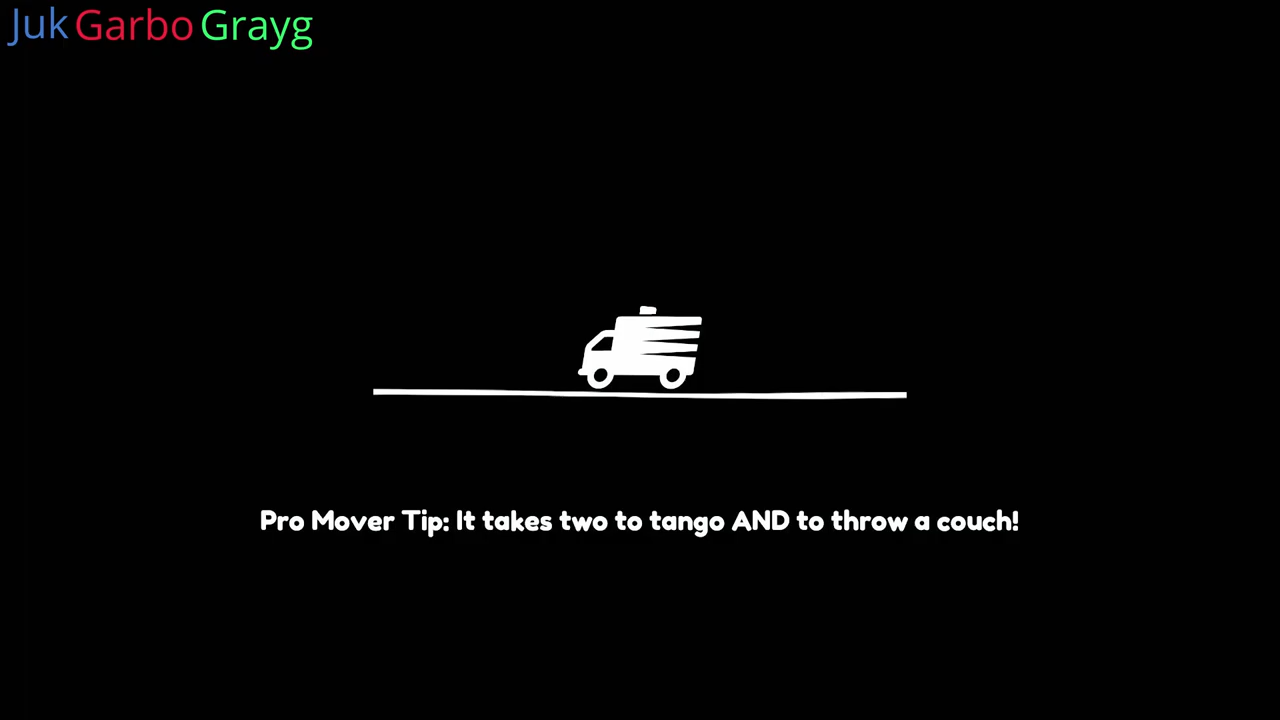 Juk Garbo Grayg
Pro Mover Tip: It takes two to tango AND to throw a couch!